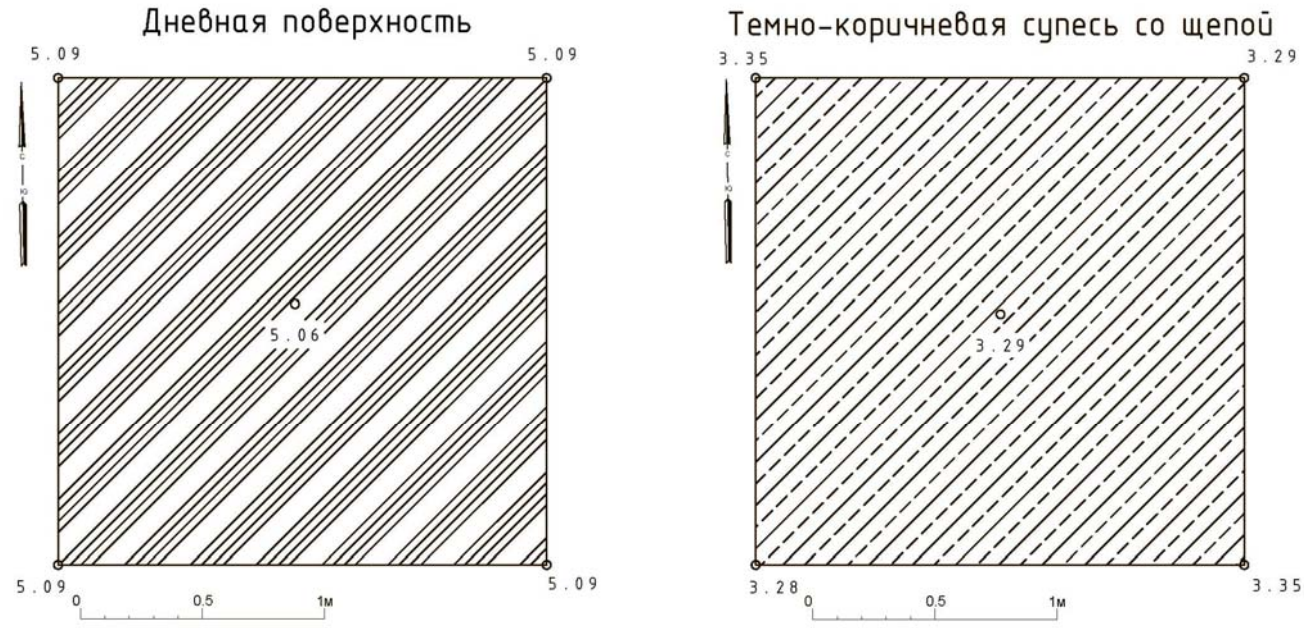 Дневная поверхность
5.09 5.09
С
Ю
5.06
5.09 5.09
0 0.5 1м
Темно-коричневая супесь со щепой
3.35 3.29
С
Ю
3.29
3.28 3.35
0 0.5 1м